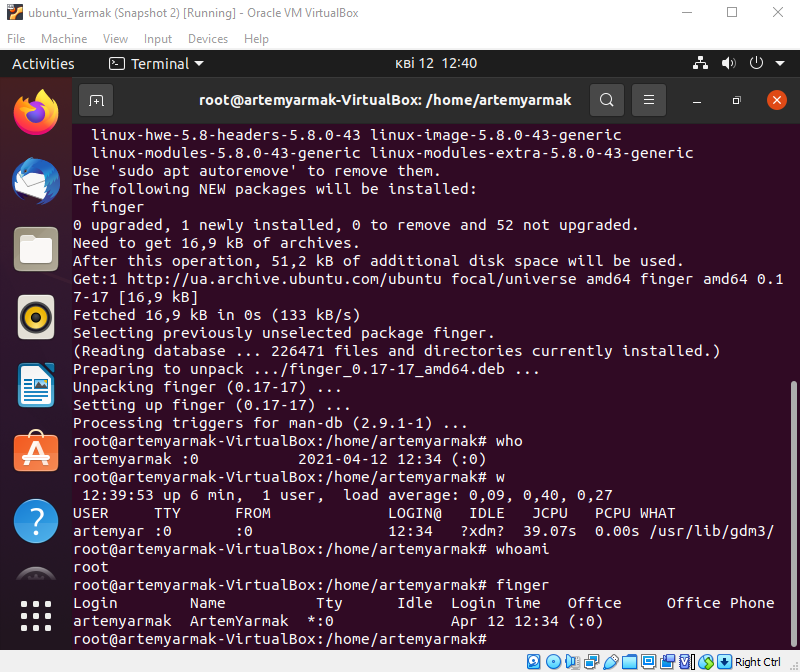 ubuntu_Yarmak (Snapshot 2) [Running] - Oracle VM VirtualBox
File Machine View Input Devices Help
Activities Terminal кві 12 12:40
root@artemyarmak-VirtualBox: /home/artemyarmak
linux-hwe-5.8-headers-5.8.0-43 linux-image-5.8.0-43-generic
linux-modules-5.8.0-43-generic linux-modules-extra-5.8.0-43-generic
Use 'sudo apt autoremove' to remove them.
The following NEW packages will be installed:
finger
0 upgraded, 1 newly installed, 0 to remove and 52 not upgraded.
Need to get 16,9 kB of archives.
After this operation, 51,2 kB of additional disk space will be used.
Get:1 http://ua.archive.ubuntu.com/ubuntu focal/universe amd64 finger amd64 0.1
7-17 [16,9 kB]
Fetched 16,9 kB in 0s (133 kB/s)
Selecting previously unselected package finger.
(Reading database ... 226471 files and directories currently installed.)
Preparing to unpack .../finger_0.17-17_amd64.deb ...
Unpacking finger (0.17-17) ...
Setting up finger (0.17-17) ...
Processing triggers for man-db (2.9.1-1) ...
root@artemyarmak-VirtualBox:/home/artemyarmak# who
artemyarmak :0 2021-04-12 12:34 (:0)
root@artemyarmak-VirtualBox:/home/artemyarmak# w
12:39:53 up 6 min, 1 user, load average: 0,09, 0,40, 0,27
USER TTY FROM LOGIN@ IDLE JCPU PCPU WHAT
artemyar :0 :0 12:34 ?xdm? 39.07s 0.00s /usr/lib/gdm3/
root@artemyarmak-VirtualBox:/home/artemyarmak# whoami
root
root@artemyarmak-VirtualBox:/home/artemyarmak# finger
Login Name Tty Idle Login Time Office Office Phone
artemyarmak ArtemYarmak *:0 Apr 12 12:34 (:0)
root@artemyarmak-VirtualBox:/home/artemyarmak#
Right Ctrl